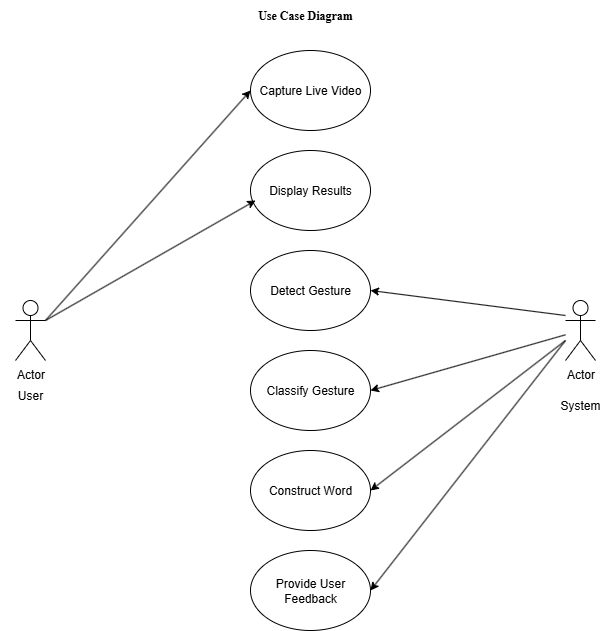 Use Case Diagram
Capture Live Video
Display Results
Detect Gesture
Actor
User
Actor
System
Classify Gesture
Construct Word
Provide User
Feedback